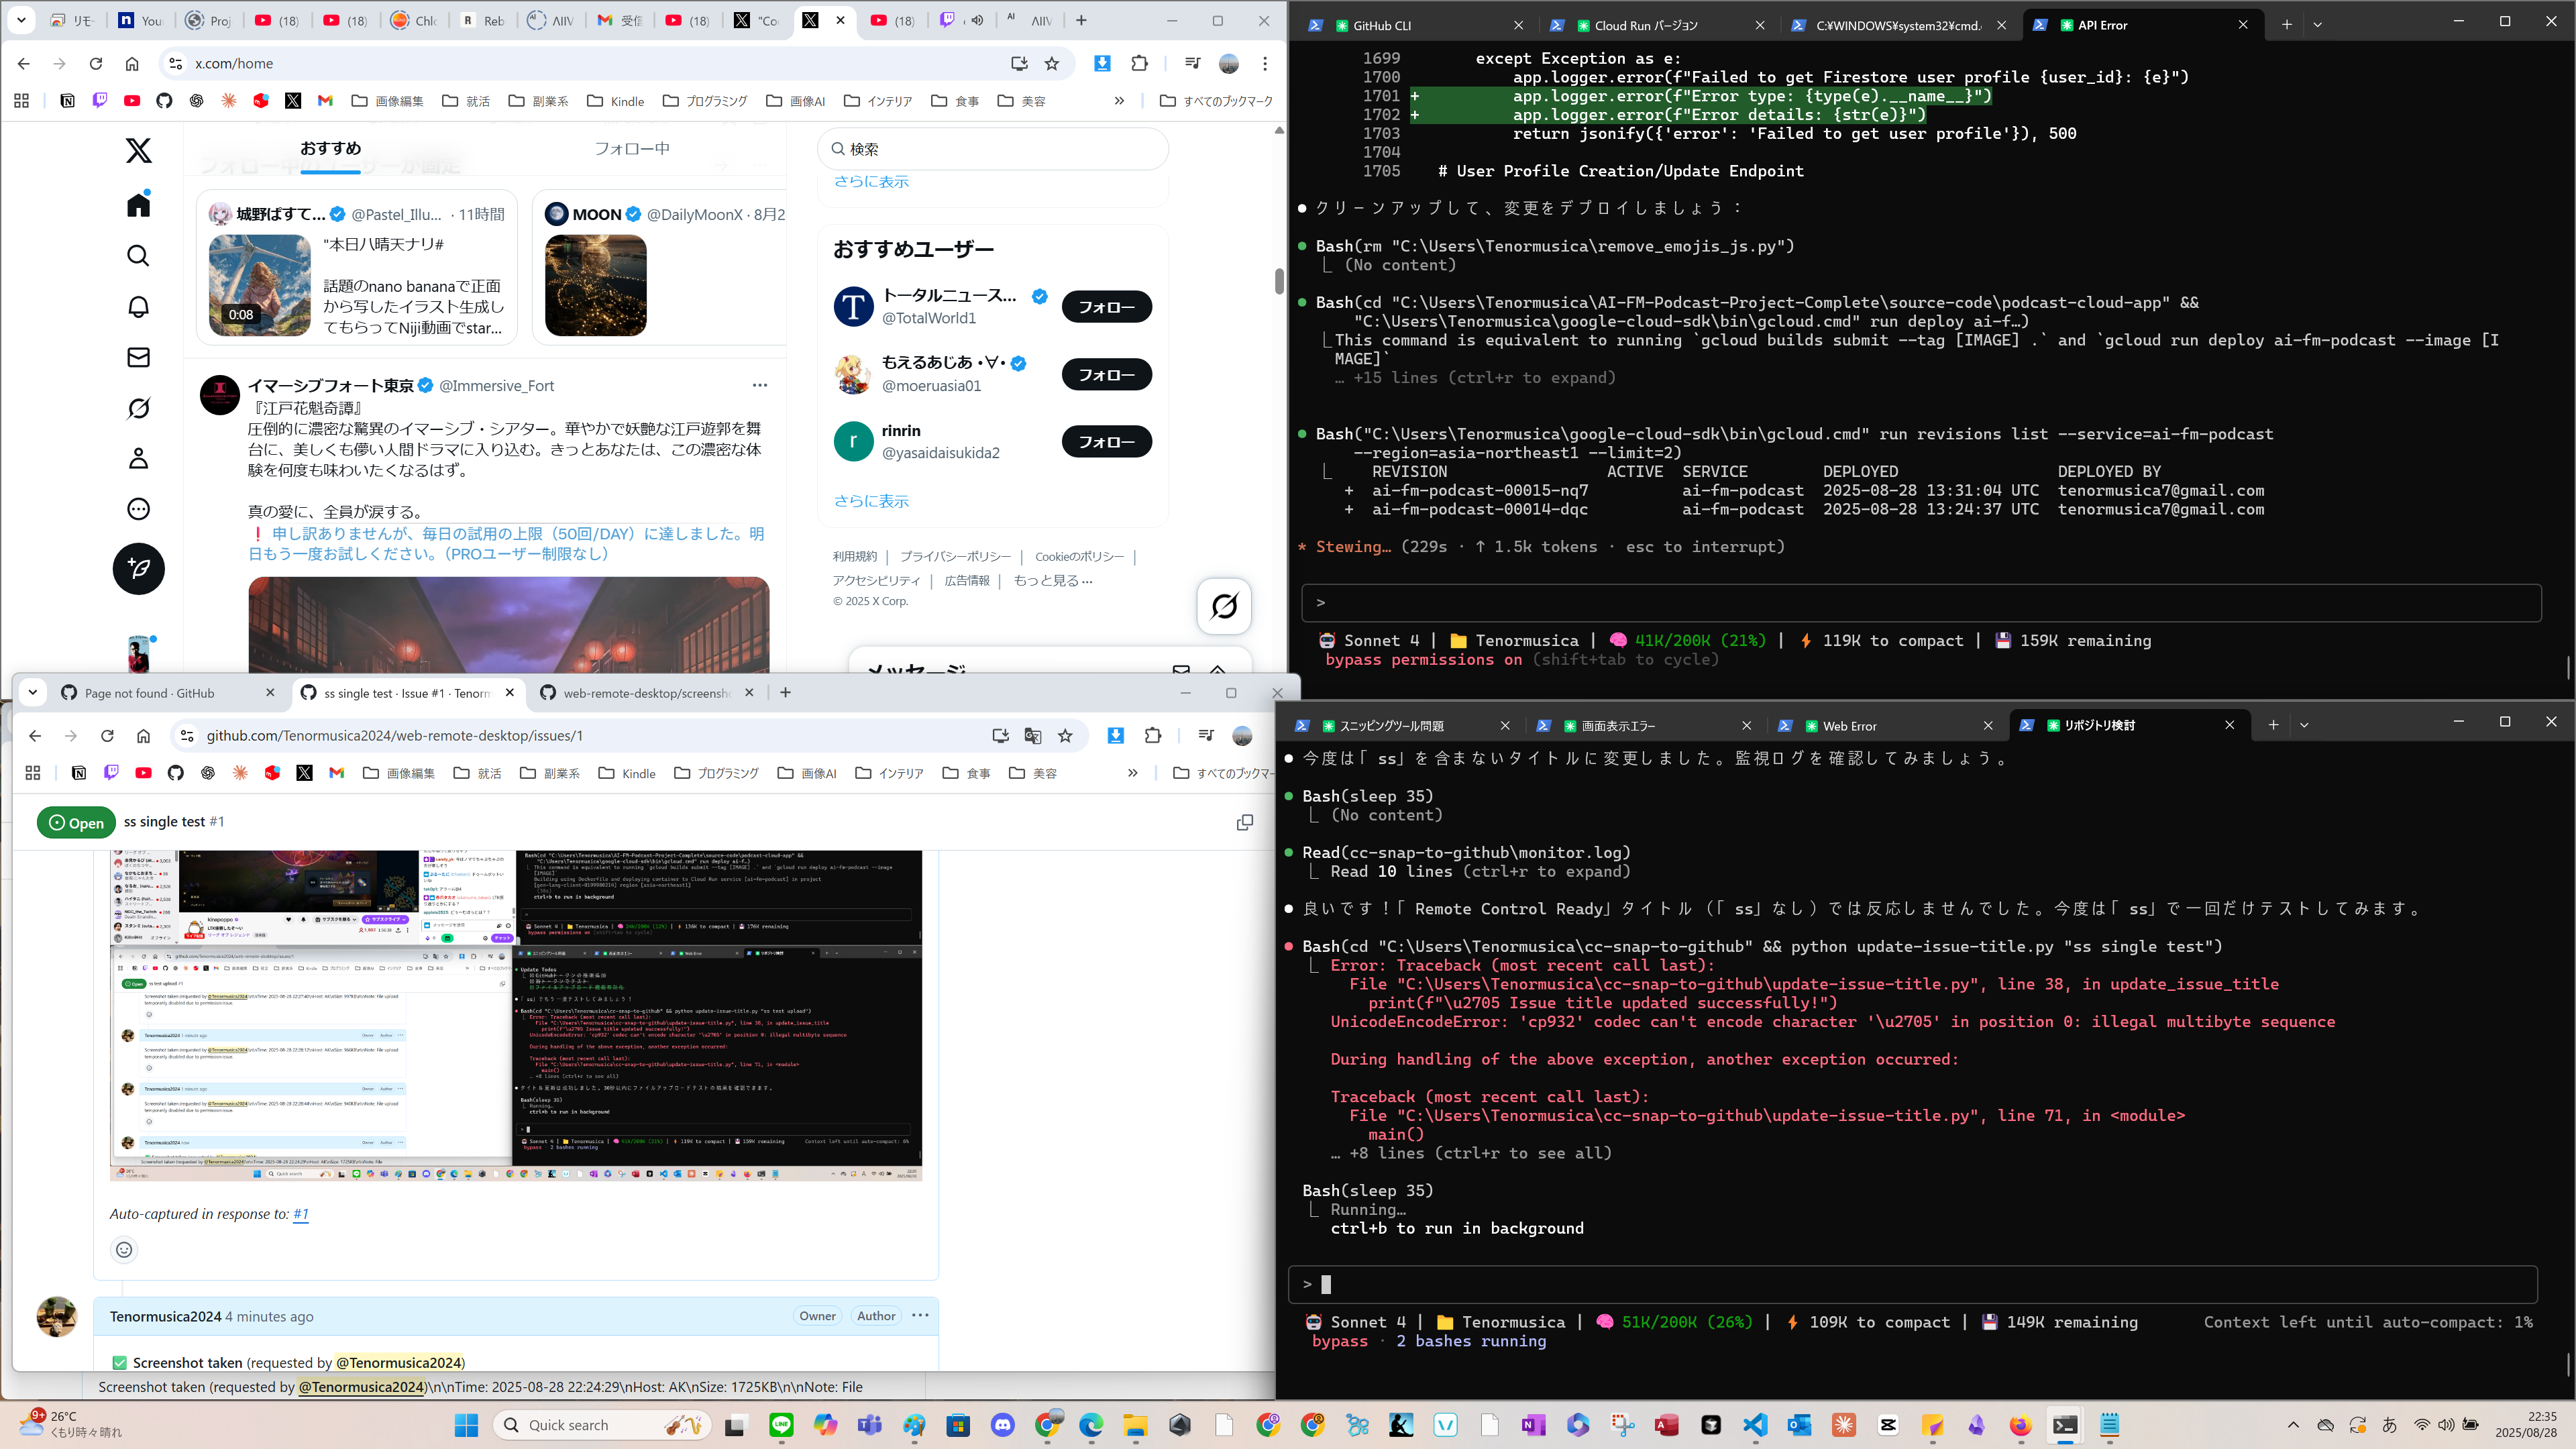 リモ
You
Proj
(18)
(18)
Chlo
Reb
AIIV
受信
(18)
"Co
(18)
AIIV
x.com/home
画像編集
就活
副業系
Kindle
プログラミング
画像AI
インテリア
食事
美容
»
すべてのブックマーク
おすすめ
フォロー中
検索
さらに表示
城野ぱすて... @Pastel_Illu... · 11時間
"本日ハ晴天ナリ#
話題のnano bananaで正面
から写したイラスト生成し
てもらってNiji動画でstar...
0:08
MOON @DailyMoonX · 8月2
イマーシブフォート東京 @Immersive_Fort
『江戸花魁奇譚』
圧倒的に濃密な驚異のイマーシブ・シアター。華やかで妖艶な江戸遊郭を舞
台に、美しくも儚い人間ドラマに入り込む。きっとあなたは、この濃密な体
験を何度も味わいたくなるはず。
真の愛に、全員が涙する。
❗ 申し訳ありませんが、毎日の試用の上限（50回/DAY）に達しました。明
日もう一度お試しください。（PROユーザー制限なし）
おすすめユーザー
トータルニュース...
@TotalWorld1
フォロー
もえるあじあ ･∀･
@moeruasia01
フォロー
rinrin
@yasaidaisukida2
フォロー
さらに表示
利用規約 | プライバシーポリシー | Cookieのポリシー |
アクセシビリティ | 広告情報 | もっと見る ...
© 2025 X Corp.
メッセージ
GitHub CLI
Cloud Run バージョン
C:¥WINDOWS¥system32¥cmd.
API Error
1699 except Exception as e:
1700 app.logger.error(f"Failed to get Firestore user profile {user_id}: {e}")
1701 + app.logger.error(f"Error type: {type(e).__name__}")
1702 + app.logger.error(f"Error details: {str(e)}")
1703 return jsonify({'error': 'Failed to get user profile'}), 500
1704
1705 # User Profile Creation/Update Endpoint
● クリーンアップして、変更をデプロイしましょう：
● Bash(rm "C:\Users\Tenormusica\remove_emojis_js.py")
⎿ (No content)
● Bash(cd "C:\Users\Tenormusica\AI-FM-Podcast-Project-Complete\source-code\podcast-cloud-app" &&
"C:\Users\Tenormusica\google-cloud-sdk\bin\gcloud.cmd" run deploy ai-f…)
⎿ This command is equivalent to running `gcloud builds submit --tag [IMAGE] .` and `gcloud run deploy ai-fm-podcast --image [I
MAGE]`
… +15 lines (ctrl+r to expand)
● Bash("C:\Users\Tenormusica\google-cloud-sdk\bin\gcloud.cmd" run revisions list --service=ai-fm-podcast
--region=asia-northeast1 --limit=2)
⎿ REVISION ACTIVE SERVICE DEPLOYED DEPLOYED BY
+ ai-fm-podcast-00015-nq7 ai-fm-podcast 2025-08-28 13:31:04 UTC tenormusica7@gmail.com
+ ai-fm-podcast-00014-dqc ai-fm-podcast 2025-08-28 13:24:37 UTC tenormusica7@gmail.com
* Stewing… (229s · ↑ 1.5k tokens · esc to interrupt)
>
Sonnet 4 | Tenormusica | 41K/200K (21%) | 119K to compact | 159K remaining
bypass permissions on (shift+tab to cycle)
Page not found · GitHub
ss single test · Issue #1 · Tenorm
web-remote-desktop/screensho
github.com/Tenormusica2024/web-remote-desktop/issues/1
画像編集
就活
副業系
Kindle
プログラミング
画像AI
インテリア
食事
美容
»
すべてのブックマー
Open
ss single test #1
Auto-captured in response to: #1
Tenormusica2024 4 minutes ago
Owner
Author
✅ Screenshot taken (requested by @Tenormusica2024)
Screenshot taken (requested by @Tenormusica2024)\n\nTime: 2025-08-28 22:24:29\nHost: AK\nSize: 1725KB\n\nNote: File
スニッピングツール問題
画面表示エラー
Web Error
リポジトリ検討
● 今度は「ss」を含まないタイトルに変更しました。監視ログを確認してみましょう。
● Bash(sleep 35)
⎿ (No content)
● Read(cc-snap-to-github\monitor.log)
⎿ Read 10 lines (ctrl+r to expand)
● 良いです！「Remote Control Ready」タイトル（「ss」なし）では反応しませんでした。今度は「ss」で一回だけテストしてみます。
● Bash(cd "C:\Users\Tenormusica\cc-snap-to-github" && python update-issue-title.py "ss single test")
⎿ Error: Traceback (most recent call last):
File "C:\Users\Tenormusica\cc-snap-to-github\update-issue-title.py", line 38, in update_issue_title
print(f"\u2705 Issue title updated successfully!")
UnicodeEncodeError: 'cp932' codec can't encode character '\u2705' in position 0: illegal multibyte sequence
During handling of the above exception, another exception occurred:
Traceback (most recent call last):
File "C:\Users\Tenormusica\cc-snap-to-github\update-issue-title.py", line 71, in <module>
main()
… +8 lines (ctrl+r to see all)
Bash(sleep 35)
⎿ Running…
ctrl+b to run in background
>
Sonnet 4 | Tenormusica | 51K/200K (26%) | 109K to compact | 149K remaining
Context left until auto-compact: 1%
bypass · 2 bashes running
9+
26°C
くもり時々晴れ
Quick search
あ
22:35
2025/08/28